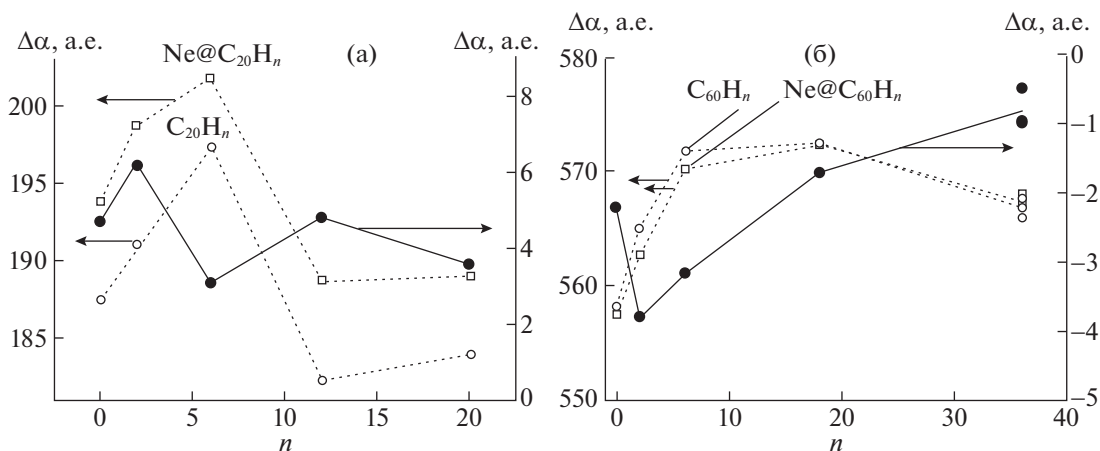 Δα, а.е.
Ne@C₂₀Hₙ
(а)
Δα, а.е.
200
195
190
185
C₂₀Hₙ
8
6
4
2
0
0
5
10
15
20
n
Δα, а.е.
(б)
Δα, а.е.
580
570
560
550
C₆₀Hₙ
Ne@C₆₀Hₙ
–0
–1
–2
–3
–4
–5
0
10
20
30
40
n